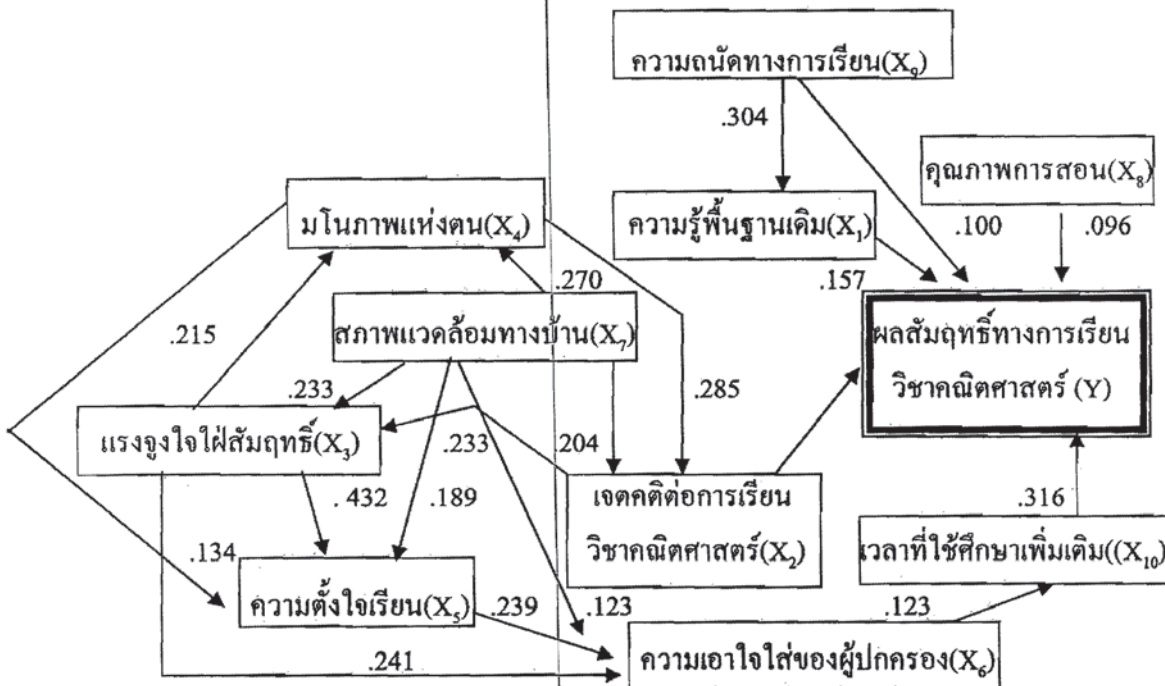 ความถนัดทางการเรียน(X9)
.304
คุณภาพการสอน(X8)
มโนภาพแห่งตน(X4)
ความรู้พื้นฐานเดิม(X1)
.100
.096
.270
.157
สภาพแวดล้อมทางบ้าน(X7)
ผลสัมฤทธิ์ทางการเรียน
วิชาคณิตศาสตร์ (Y)
.215
.233
.285
แรงจูงใจใฝ่สัมฤทธิ์(X3)
.233
.204
. 432
.189
เจตคติต่อการเรียน
วิชาคณิตศาสตร์(X2)
.316
เวลาที่ใช้ศึกษาเพิ่มเติม((X10)
.134
ความตั้งใจเรียน(X5)
.239
.123
.123
ความเอาใจใส่ของผู้ปกครอง(X6)
.241